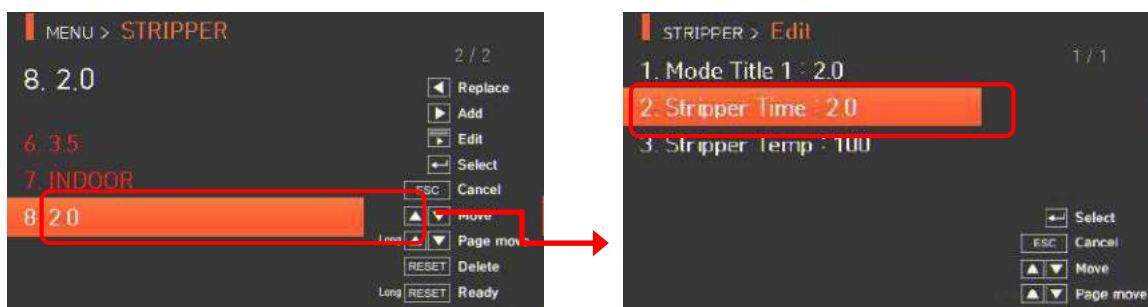 MENU > STRIPPER
2 / 2
8. 2.0
6. 3.5
7. INDOOR
8. 2.0
Replace
Add
Edit
Select
ESC Cancel
Move
Long Page move
RESET Delete
Long RESET Ready
STRIPPER > Edit
1 / 1
1. Mode Title 1 : 2.0
2. Stripper Time : 2.0
3. Stripper Temp : 100
Select
ESC Cancel
Move
Page move